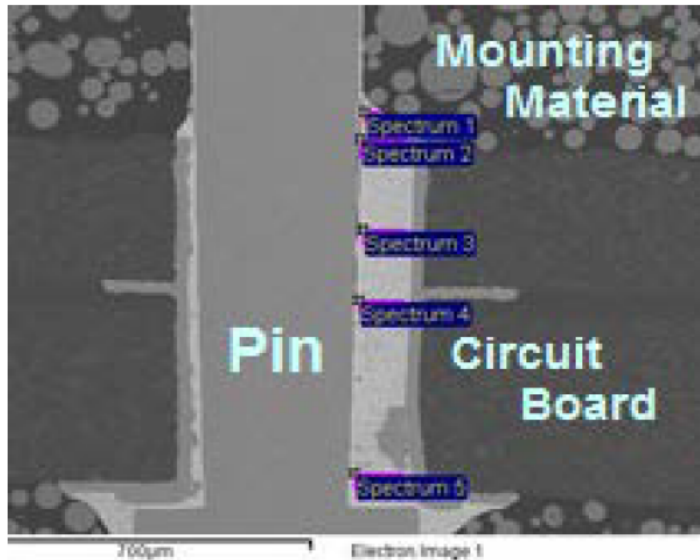 Mounting
Material
Spectrum 1
Spectrum 2
Spectrum 3
Spectrum 4
Pin
Circuit
Board
Spectrum 5
700µm
Electron Image 1